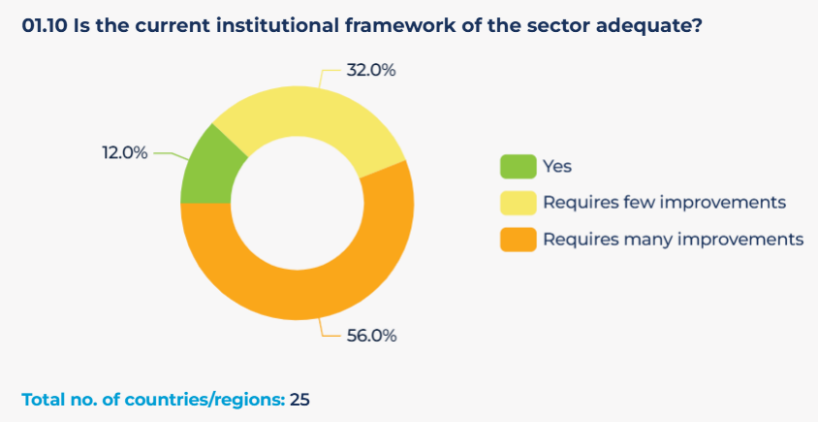 01.10 Is the current institutional framework of the sector adequate?
32.0%
12.0%
Yes
Requires few improvements
Requires many improvements
56.0%
Total no. of countries/regions: 25